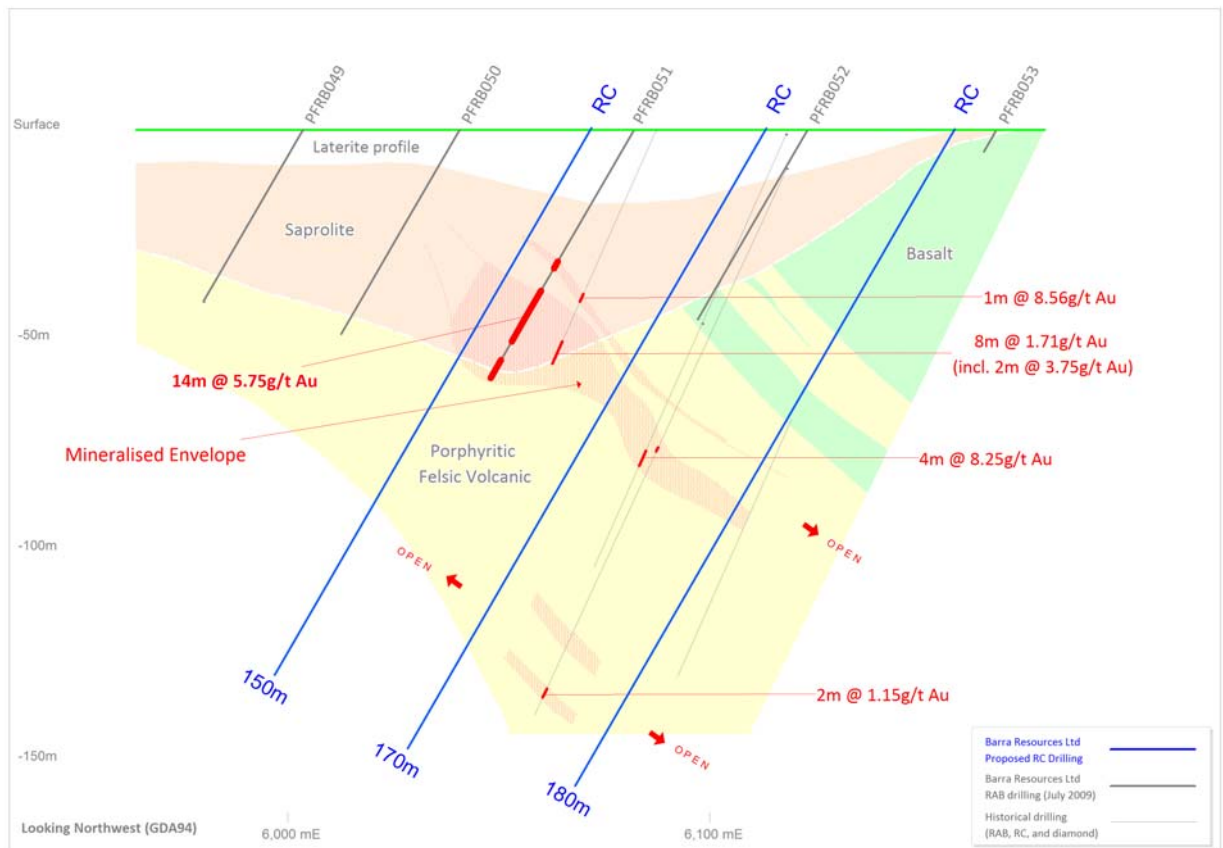 PFRB049
PFRB050
RC
PFRB051
RC
PFRB052
RC
PFRB053
Surface
Laterite profile
Saprolite
Basalt
1m @ 8.56g/t Au
-50m
8m @ 1.71g/t Au
(incl. 2m @ 3.75g/t Au)
14m @ 5.75g/t Au
Mineralised Envelope
Porphyritic
Felsic Volcanic
4m @ 8.25g/t Au
-100m
OPEN
OPEN
150m
2m @ 1.15g/t Au
170m
OPEN
-150m
180m
Barra Resources Ltd
Proposed RC Drilling
Barra Resources Ltd
RAB drilling (July 2009)
Historical drilling
(RAB, RC, and diamond)
Looking Northwest (GDA94)
6,000 mE
6,100 mE